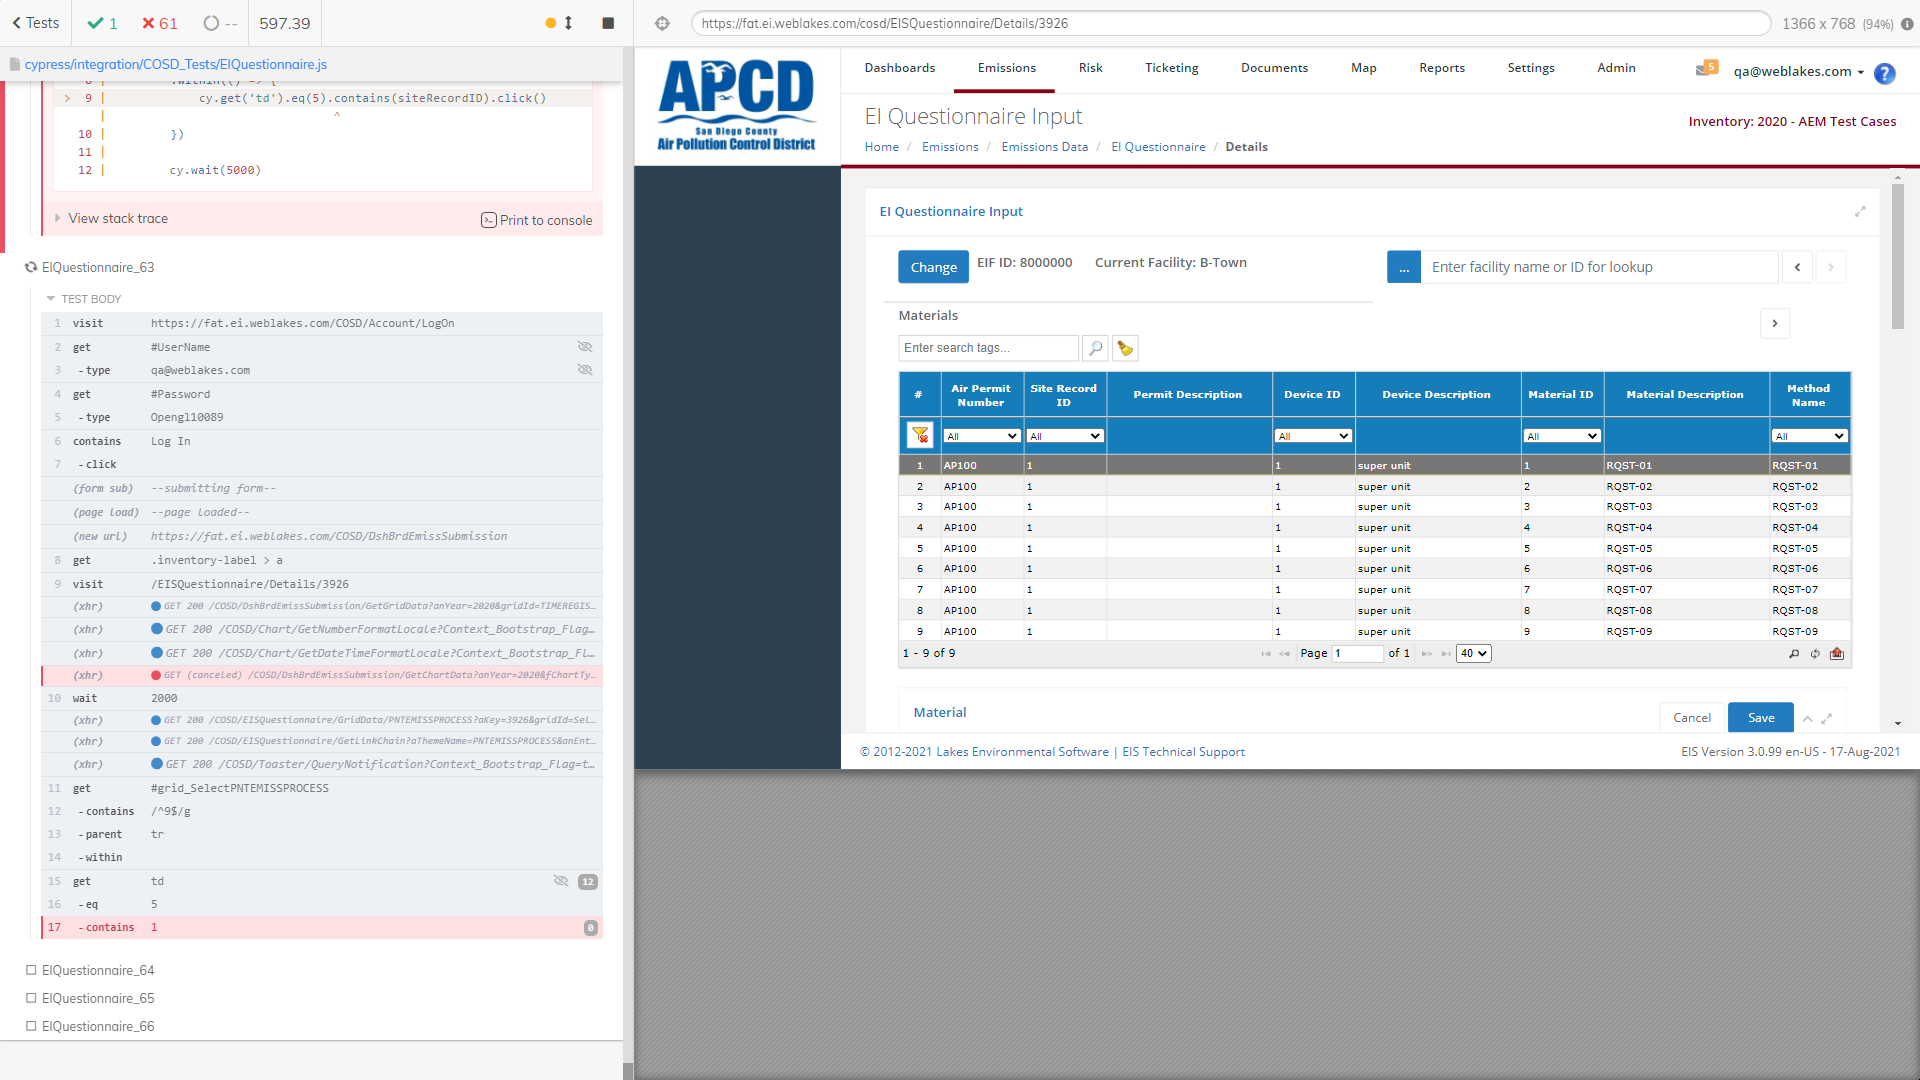 Tests
1
61
--
597.39
cypress/integration/COSD_Tests/EIQuestionnaire.js
> 9 | cy.get('td').eq(5).contains(siteRecordID).click()
| ^
10 | })
11 |
12 | cy.wait(5000)
View stack trace
Print to console
EIQuestionnaire_63
TEST BODY
1 visit https://fat.ei.weblakes.com/COSD/Account/LogOn
2 get #UserName
3 -type qa@weblakes.com
4 get #Password
5 -type Opengl10089
6 contains Log In
7 -click
(form sub) --submitting form--
(page load) --page loaded--
(new url) https://fat.ei.weblakes.com/COSD/DshBrdEmissSubmission
8 get .inventory-label > a
9 visit /EISQuestionnaire/Details/3926
(xhr) GET 200 /COSD/DshBrdEmissSubmission/GetGridData?anYear=2020&gridId=TIMEREGIS...
(xhr) GET 200 /COSD/Chart/GetNumberFormatLocale?Context_Bootstrap_Flag...
(xhr) GET 200 /COSD/Chart/GetDateTimeFormatLocale?Context_Bootstrap_Fl...
(xhr) GET (canceled) /COSD/DshBrdEmissSubmission/GetChartData?anYear=2020&fChartTy...
10 wait 2000
(xhr) GET 200 /COSD/EISQuestionnaire/GridData/PNTEMISSPROCESS?aKey=3926&gridId=Sel...
(xhr) GET 200 /COSD/EISQuestionnaire/GetLinkChain?aThemeName=PNTEMISSPROCESS&anEnt...
(xhr) GET 200 /COSD/Toaster/QueryNotification?Context_Bootstrap_Flag=t...
11 get #grid_SelectPNTEMISSPROCESS
12 -contains /^9$/g
13 -parent tr
14 -within
15 get td 12
16 -eq 5
17 -contains 1 0
EIQuestionnaire_64
EIQuestionnaire_65
EIQuestionnaire_66
https://fat.ei.weblakes.com/cosd/EISQuestionnaire/Details/3926
1366 x 768 (94%)
APCD
San Diego County
Air Pollution Control District
Dashboards Emissions Risk Ticketing Documents Map Reports Settings Admin
5
qa@weblakes.com
?
EI Questionnaire Input
Inventory: 2020 - AEM Test Cases
Home / Emissions / Emissions Data / EI Questionnaire / Details
EI Questionnaire Input
Change
EIF ID: 8000000
Current Facility: B-Town
...
Enter facility name or ID for lookup
Materials
Enter search tags...
# Air Permit Number Site Record ID Permit Description Device ID Device Description Material ID Material Description Method Name
All All All All All
1 AP100 1 1 super unit 1 RQST-01 RQST-01
2 AP100 1 1 super unit 2 RQST-02 RQST-02
3 AP100 1 1 super unit 3 RQST-03 RQST-03
4 AP100 1 1 super unit 4 RQST-04 RQST-04
5 AP100 1 1 super unit 5 RQST-05 RQST-05
6 AP100 1 1 super unit 6 RQST-06 RQST-06
7 AP100 1 1 super unit 7 RQST-07 RQST-07
8 AP100 1 1 super unit 8 RQST-08 RQST-08
9 AP100 1 1 super unit 9 RQST-09 RQST-09
1 - 9 of 9
Page 1 of 1
40
Material
Cancel
Save
© 2012-2021 Lakes Environmental Software | EIS Technical Support
EIS Version 3.0.99 en-US - 17-Aug-2021